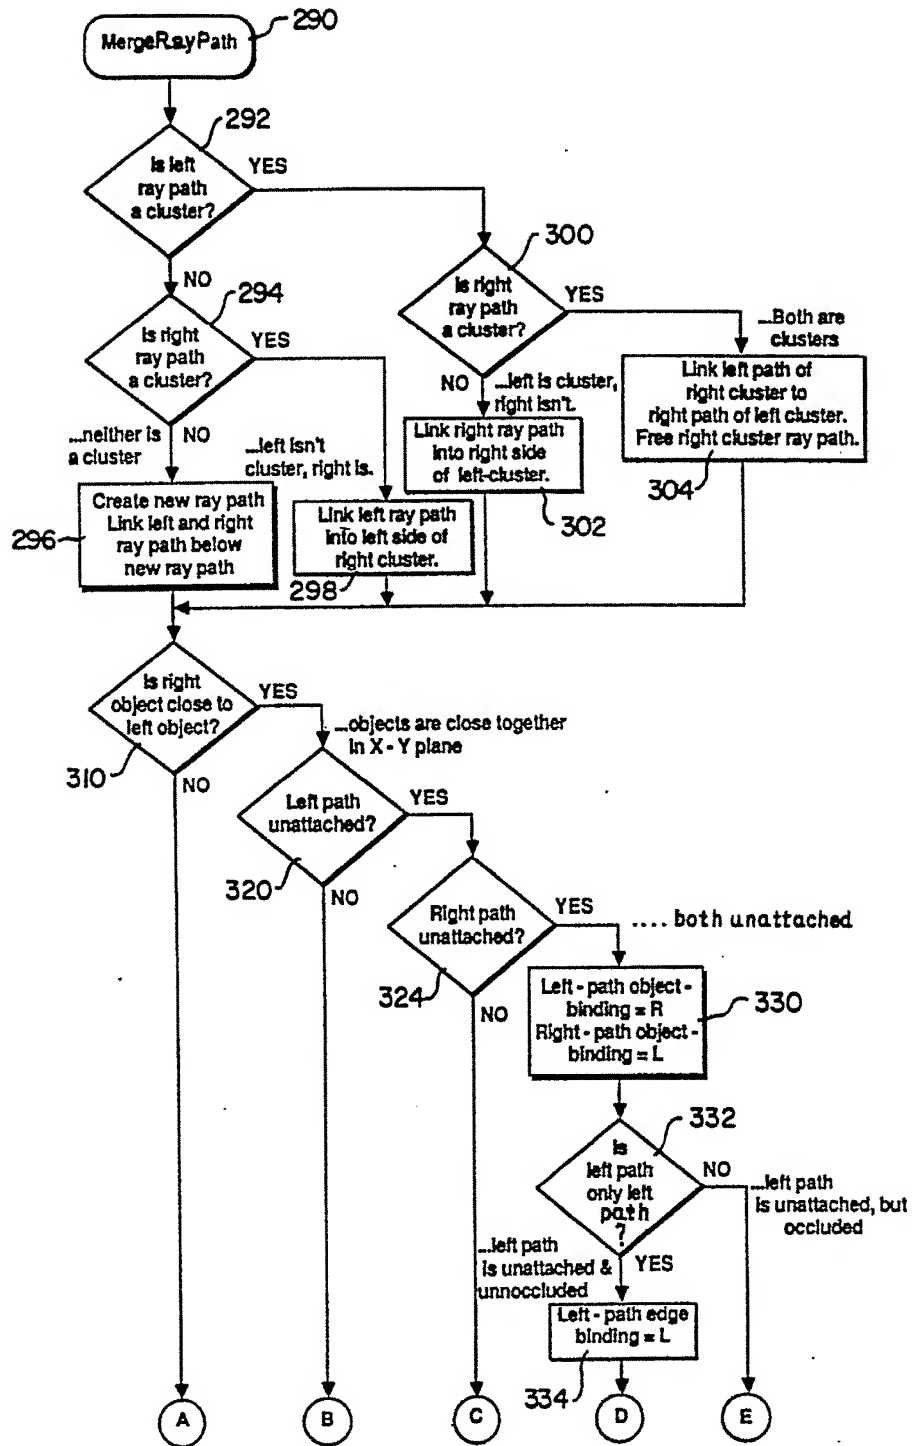 MergeRayPath
290
292
Is left
ray path
a cluster?
YES
NO
300
Is right
ray path
a cluster?
YES
NO
294
Is right
ray path
a cluster?
YES
NO
...Both are
clusters
Link left path of
right cluster to
right path of left cluster.
Free right cluster ray path.
304
...left is cluster,
right isn't.
Link right ray path
into right side
of left-cluster.
302
...neither is
a cluster
...left isn't
cluster, right is.
Create new ray path
Link left and right
ray path below
new ray path
296
Link left ray path
into left side of
right cluster.
298
Is right
object close to
left object?
YES
310
NO
...objects are close together
in X - Y plane
Left path
unattached?
YES
320
NO
Right path
unattached?
YES
324
NO
.... both unattached
Left - path object -
binding = R
Right - path object -
binding = L
330
332
Is
left path
only left
path
?
NO
YES
...left path
is unattached, but
occluded
...left path
is unattached &
unnoccluded
Left - path edge
binding = L
334
A
B
C
D
E